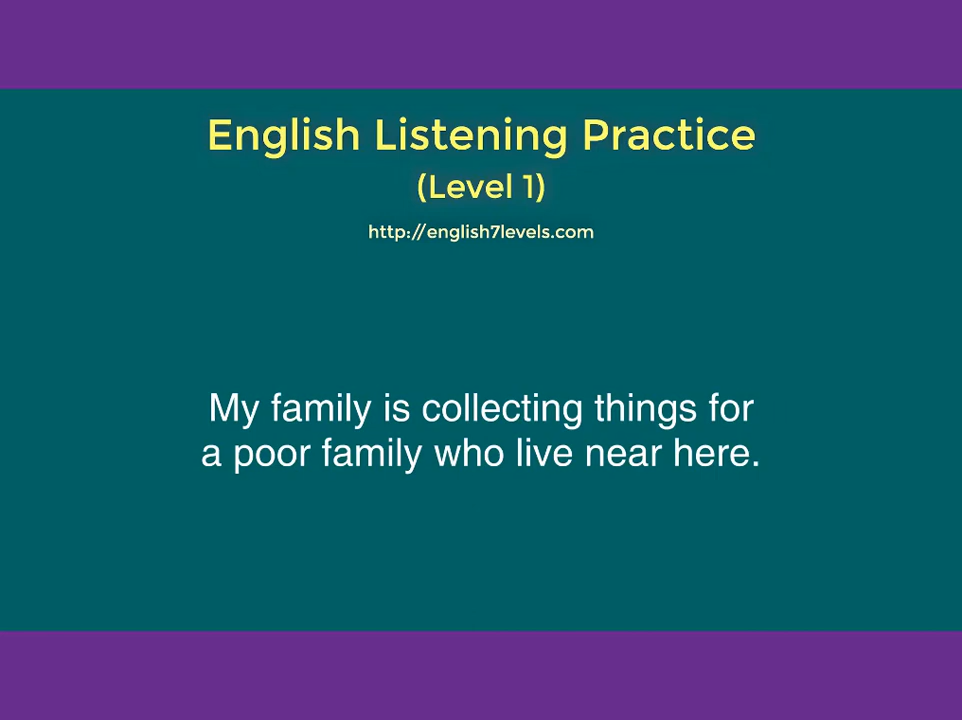 English Listening Practice
(Level 1)
http://english7levels.com
My family is collecting things for
a poor family who live near here.